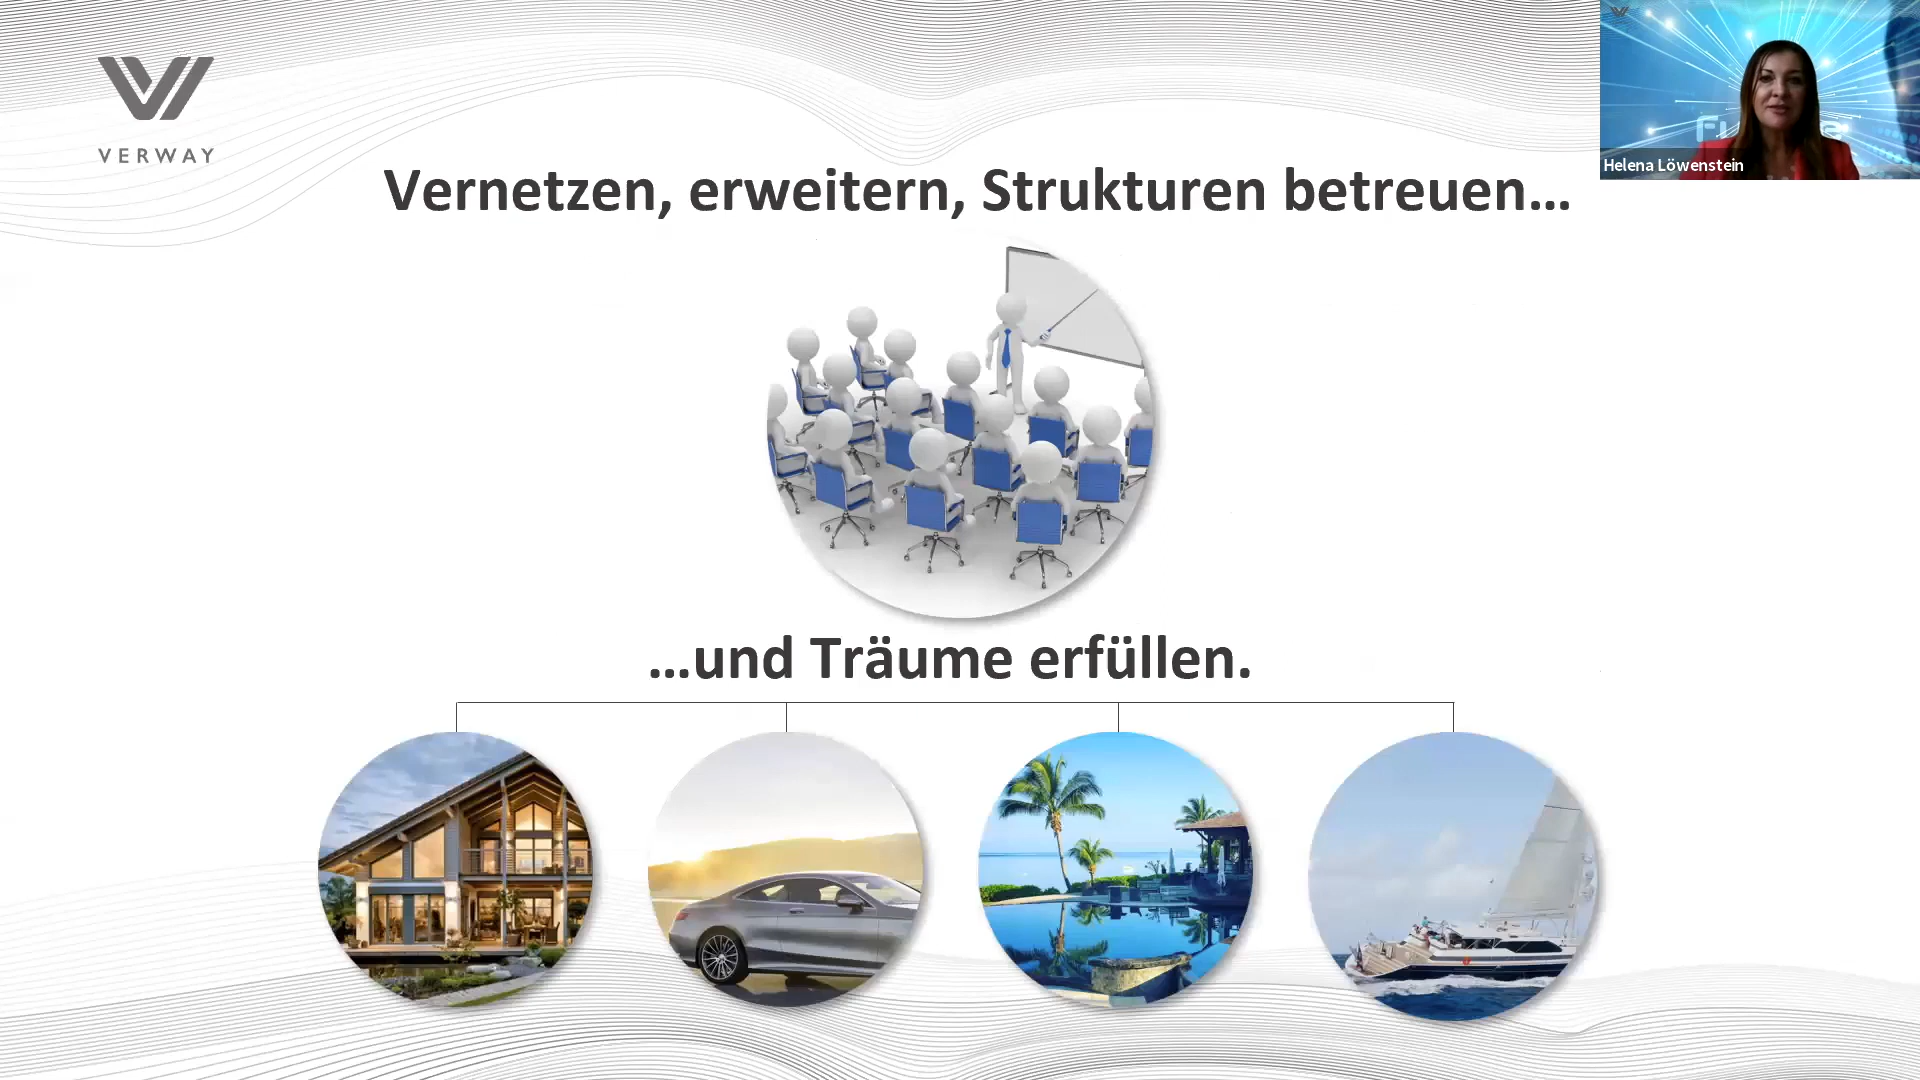 VERWAY
Helena Löwenstein
Vernetzen, erweitern, Strukturen betreuen...
...und Träume erfüllen.